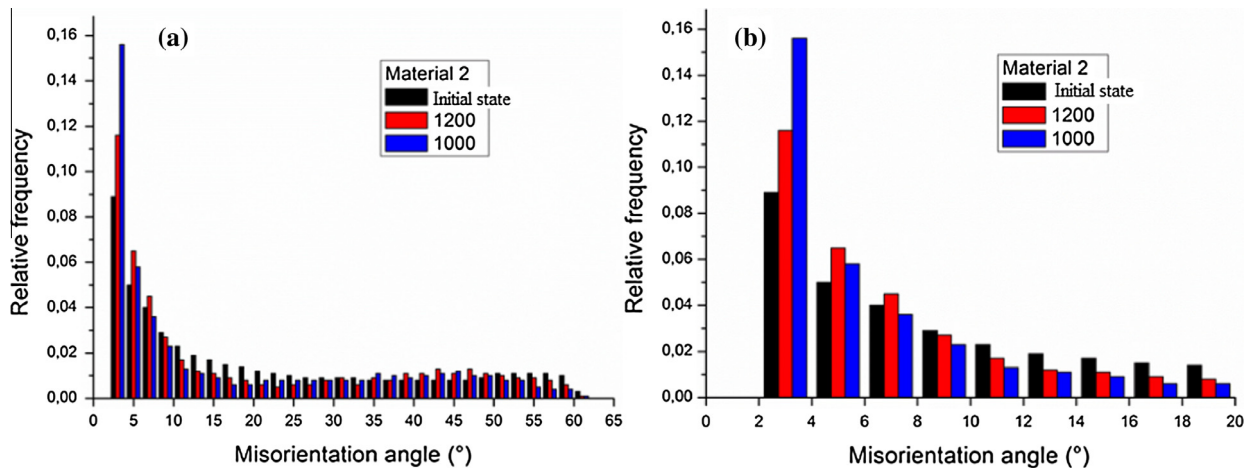 (a)
Relative frequency
0,16
0,14
0,12
0,10
0,08
0,06
0,04
0,02
0,00
Material 2
Initial state
1200
1000
0 5 10 15 20 25 30 35 40 45 50 55 60 65
Misorientation angle (°)
(b)
Relative frequency
0,16
0,14
0,12
0,10
0,08
0,06
0,04
0,02
0,00
Material 2
Initial state
1200
1000
0 2 4 6 8 10 12 14 16 18 20
Misorientation angle (°)